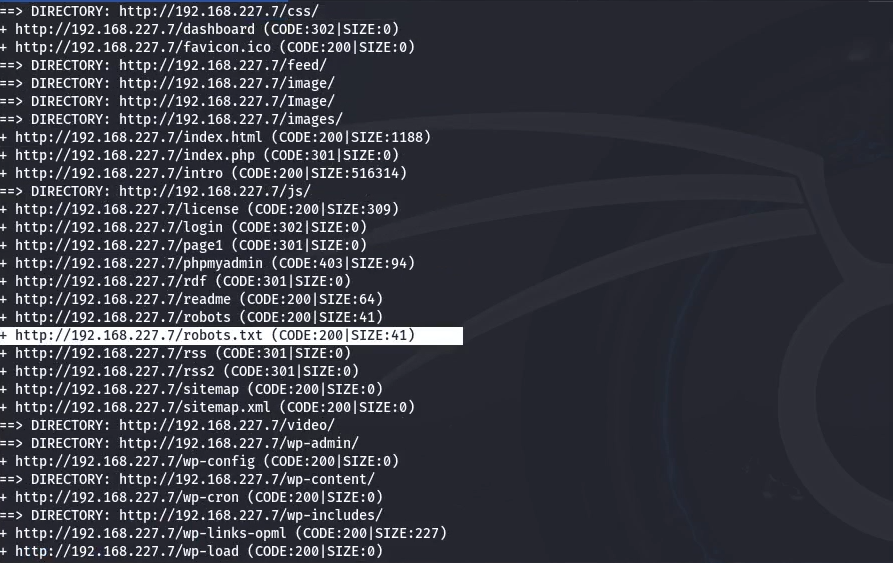 ==> DIRECTORY: http://192.168.227.7/css/
+ http://192.168.227.7/dashboard (CODE:302|SIZE:0)
+ http://192.168.227.7/favicon.ico (CODE:200|SIZE:0)
==> DIRECTORY: http://192.168.227.7/feed/
==> DIRECTORY: http://192.168.227.7/image/
==> DIRECTORY: http://192.168.227.7/Image/
==> DIRECTORY: http://192.168.227.7/images/
+ http://192.168.227.7/index.html (CODE:200|SIZE:1188)
+ http://192.168.227.7/index.php (CODE:301|SIZE:0)
+ http://192.168.227.7/intro (CODE:200|SIZE:516314)
==> DIRECTORY: http://192.168.227.7/js/
+ http://192.168.227.7/license (CODE:200|SIZE:309)
+ http://192.168.227.7/login (CODE:302|SIZE:0)
+ http://192.168.227.7/page1 (CODE:301|SIZE:0)
+ http://192.168.227.7/phpmyadmin (CODE:403|SIZE:94)
+ http://192.168.227.7/rdf (CODE:301|SIZE:0)
+ http://192.168.227.7/readme (CODE:200|SIZE:64)
+ http://192.168.227.7/robots (CODE:200|SIZE:41)
+ http://192.168.227.7/robots.txt (CODE:200|SIZE:41)
+ http://192.168.227.7/rss (CODE:301|SIZE:0)
+ http://192.168.227.7/rss2 (CODE:301|SIZE:0)
+ http://192.168.227.7/sitemap (CODE:200|SIZE:0)
+ http://192.168.227.7/sitemap.xml (CODE:200|SIZE:0)
==> DIRECTORY: http://192.168.227.7/video/
==> DIRECTORY: http://192.168.227.7/wp-admin/
+ http://192.168.227.7/wp-config (CODE:200|SIZE:0)
==> DIRECTORY: http://192.168.227.7/wp-content/
+ http://192.168.227.7/wp-cron (CODE:200|SIZE:0)
==> DIRECTORY: http://192.168.227.7/wp-includes/
+ http://192.168.227.7/wp-links-opml (CODE:200|SIZE:227)
+ http://192.168.227.7/wp-load (CODE:200|SIZE:0)